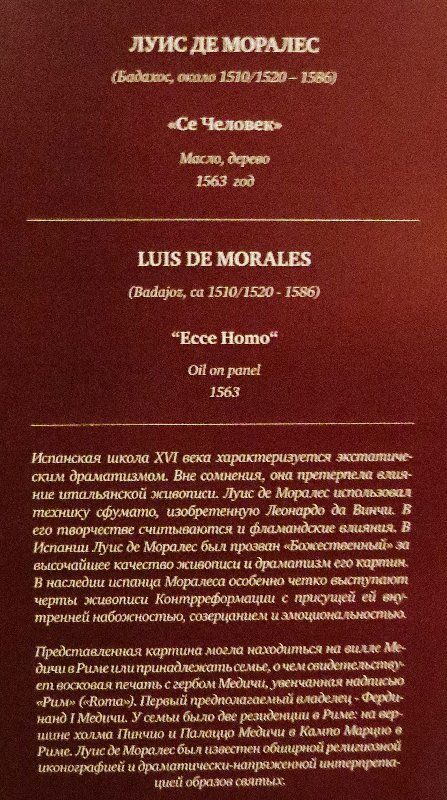 ЛУИС ДЕ МОРАЛЕС
(Бадахос, около 1510/1520 – 1586)
«Се Человек»
Масло, дерево
1563 год
LUIS DE MORALES
(Badajoz, ca 1510/1520 - 1586)
“Ecce Homo“
Oil on panel
1563
Испанская школа XVI века характеризуется экстатиче-
ским драматизмом. Вне сомнения, она претерпела влия-
ние итальянской живописи. Луис де Моралес использовал
технику сфумато, изобретенную Леонардо да Винчи. В
его творчестве считываются и фламандские влияния. В
Испании Луис де Моралес был прозван «Божественный» за
высочайшее качество живописи и драматизм его картин.
В наследии испанца Моралеса особенно четко выступают
черты живописи Контрреформации с присущей ей вну-
тренней набожностью, созерцанием и эмоциональностью.
Представленная картина могла находиться на вилле Ме-
дичи в Риме или принадлежать семье, о чем свидетельству-
ет восковая печать с гербом Медичи, увенчанная надписью
«Рим» («Roma»). Первый предполагаемый владелец - Ферди-
нанд I Медичи. У семьи было две резиденции в Риме: на вер-
шине холма Пинчио и Палаццо Медичи в Кампо Марцио в
Риме. Луис де Моралес был известен обширной религиозной
иконографией и драматически-напряженной интерпрета-
цией образов святых.